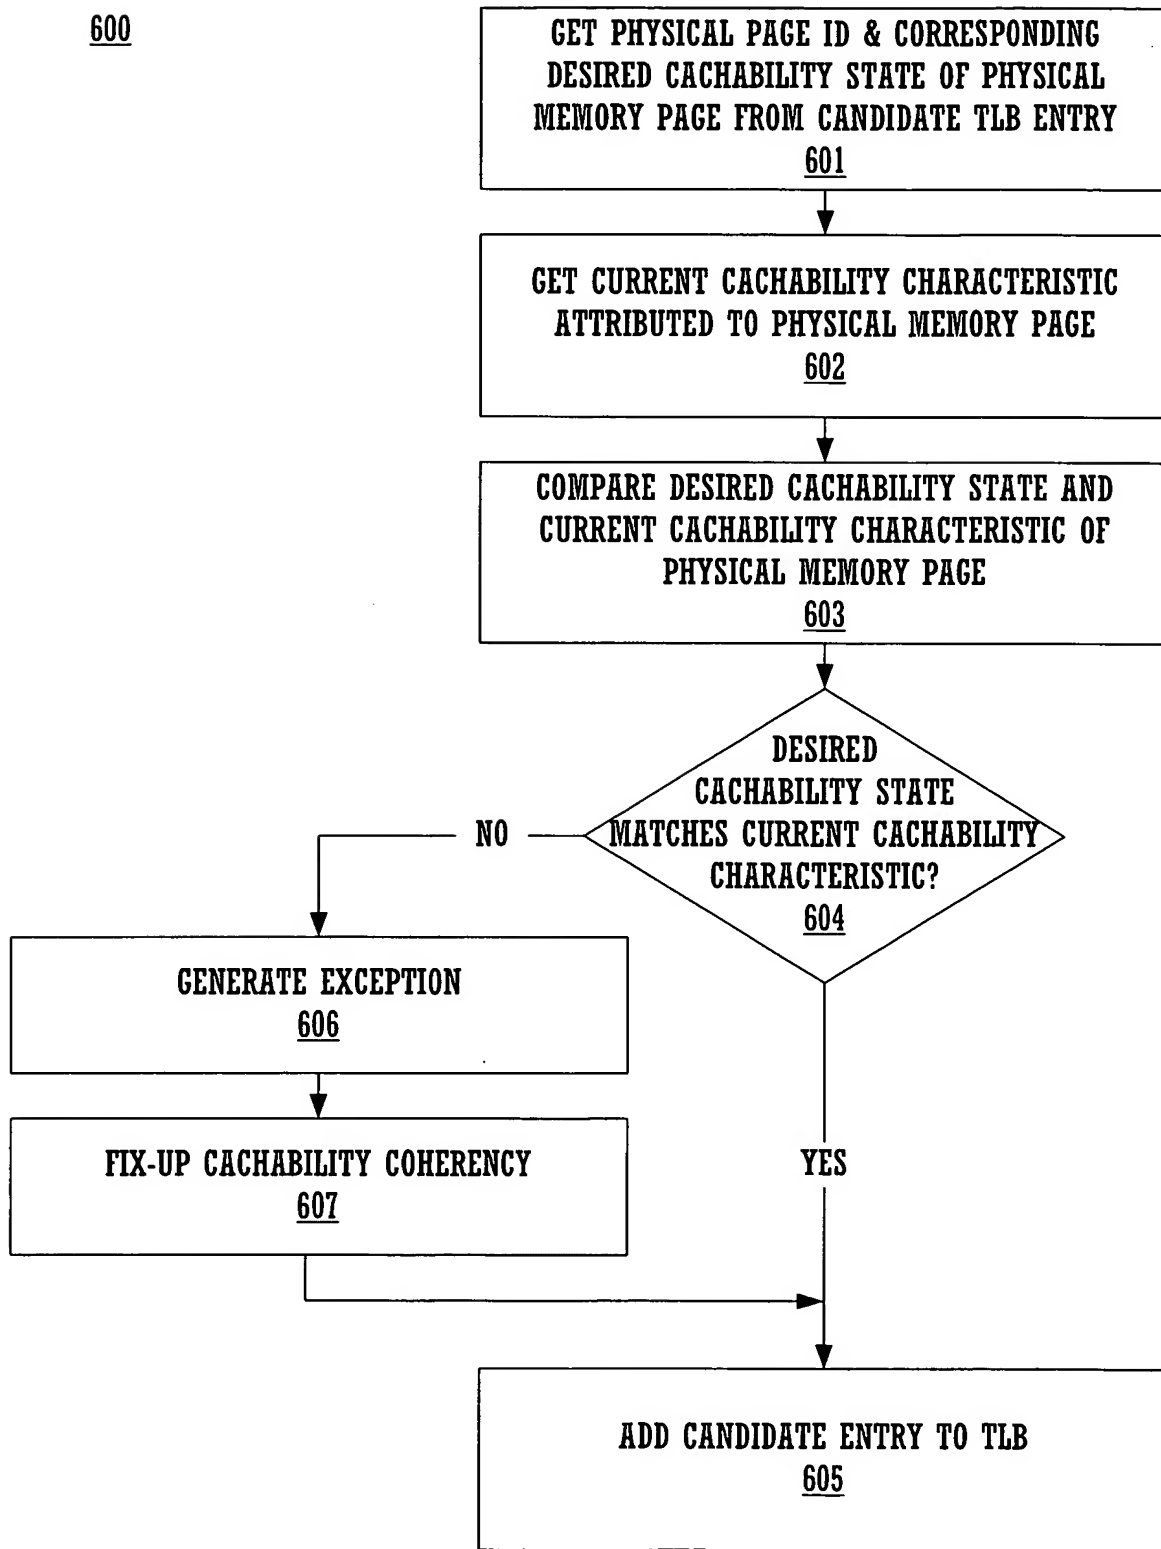 600
GET PHYSICAL PAGE ID & CORRESPONDING
DESIRED CACHABILITY STATE OF PHYSICAL
MEMORY PAGE FROM CANDIDATE TLB ENTRY
601
GET CURRENT CACHABILITY CHARACTERISTIC
ATTRIBUTED TO PHYSICAL MEMORY PAGE
602
COMPARE DESIRED CACHABILITY STATE AND
CURRENT CACHABILITY CHARACTERISTIC OF
PHYSICAL MEMORY PAGE
603
DESIRED
CACHABILITY STATE
MATCHES CURRENT CACHABILITY
CHARACTERISTIC?
604
NO
GENERATE EXCEPTION
606
FIX-UP CACHABILITY COHERENCY
607
YES
ADD CANDIDATE ENTRY TO TLB
605